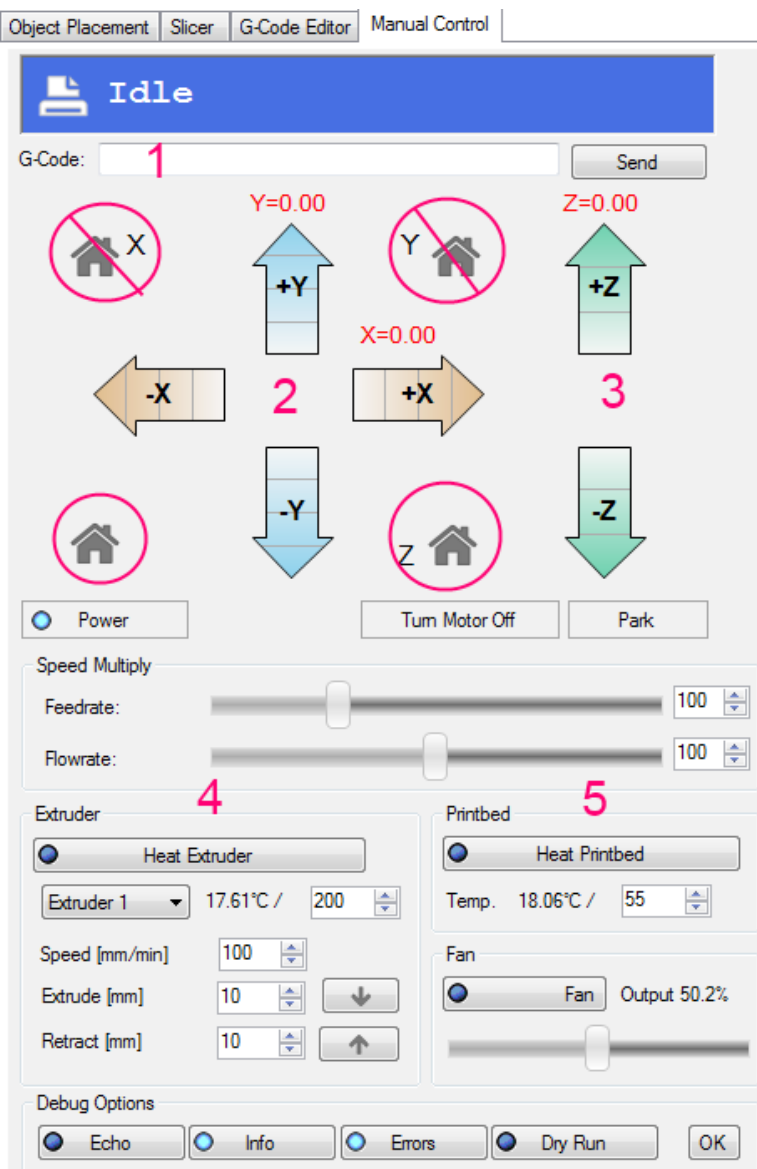 Object Placement Slicer G-Code Editor Manual Control
Idle
G-Code: 1 Send
Y=0.00 Z=0.00
X Y
+Y +Z
X=0.00
-X 2 +X 3
-Y -Z
Z
Power Turn Motor Off Park
Speed Multiply
Feedrate: 100
Flowrate: 100
4 5
Extruder Printbed
Heat Extruder Heat Printbed
Extruder 1 17.61°C / 200 Temp. 18.06°C / 55
Speed [mm/min] 100 Fan
Extrude [mm] 10 Fan Output 50.2%
Retract [mm] 10
Debug Options
Echo Info Errors Dry Run OK